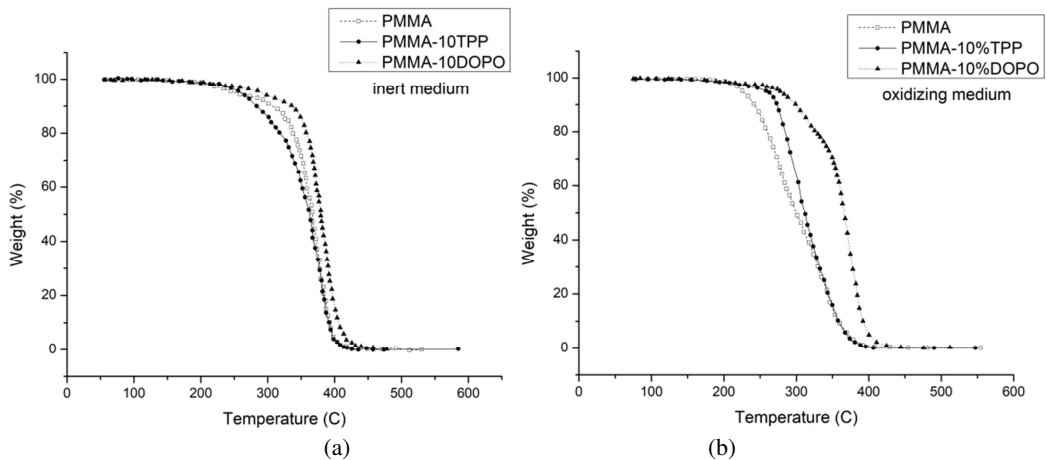 PMMA
PMMA-10TPP
PMMA-10DOPO
inert medium
100
80
60
40
20
0
Weight (%)
0 100 200 300 400 500 600
Temperature (C)
(a)
PMMA
PMMA-10%TPP
PMMA-10%DOPO
oxidizing medium
100
80
60
40
20
0
Weight (%)
0 100 200 300 400 500 600
Temperature (C)
(b)